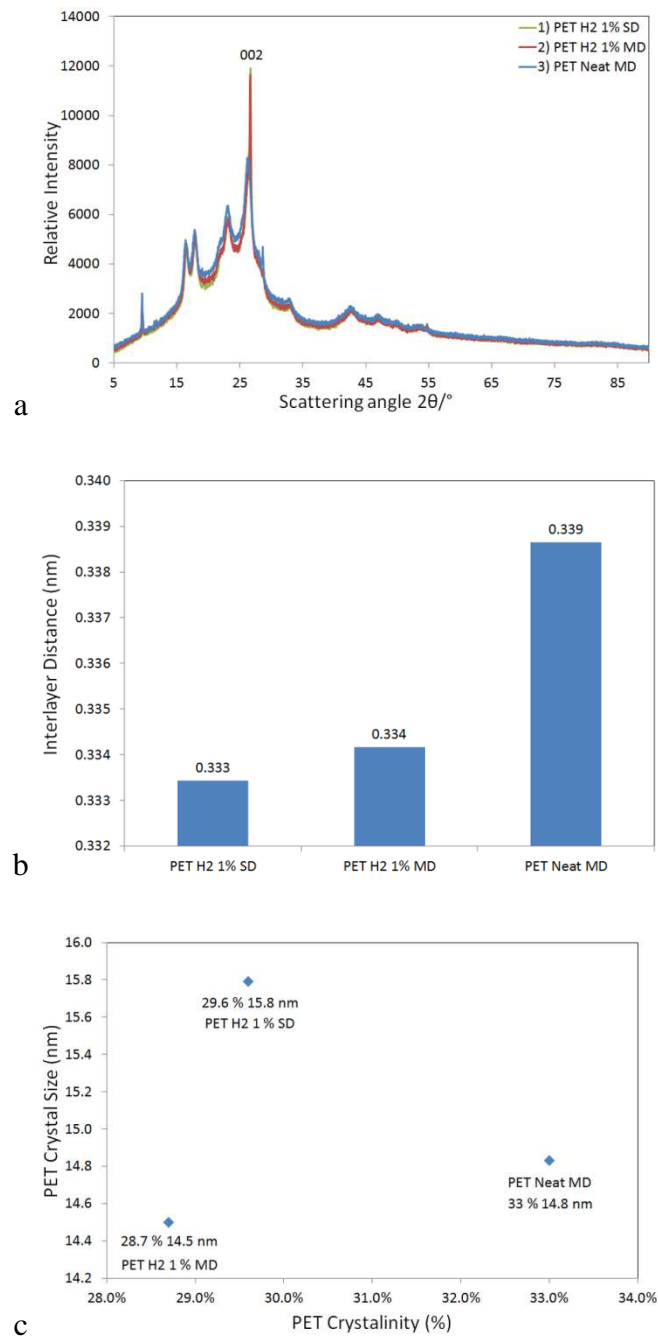 14000
12000
10000
8000
6000
4000
2000
0
Relative Intensity
002
1) PET H2 1% SD
2) PET H2 1% MD
3) PET Neat MD
5 15 25 35 45 55 65 75 85
Scattering angle 2θ/°
a
0.340
0.339
0.338
0.337
0.336
0.335
0.334
0.333
0.332
Interlayer Distance (nm)
0.333
0.334
0.339
PET H2 1% SD PET H2 1% MD PET Neat MD
b
16.0
15.8
15.6
15.4
15.2
15.0
14.8
14.6
14.4
14.2
PET Crystal Size (nm)
29.6 % 15.8 nm
PET H2 1 % SD
PET Neat MD
33 % 14.8 nm
28.7 % 14.5 nm
PET H2 1 % MD
28.0% 29.0% 30.0% 31.0% 32.0% 33.0% 34.0%
PET Crystalinity (%)
c